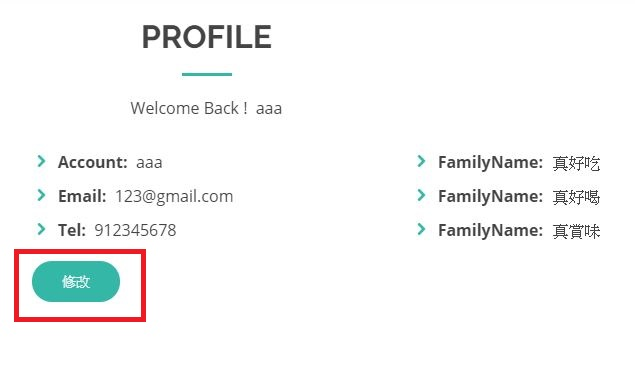 PROFILE
Welcome Back！ aaa
Account: aaa
Email: 123@gmail.com
Tel: 912345678
FamilyName: 真好吃
FamilyName: 真好喝
FamilyName: 真賞味
修改